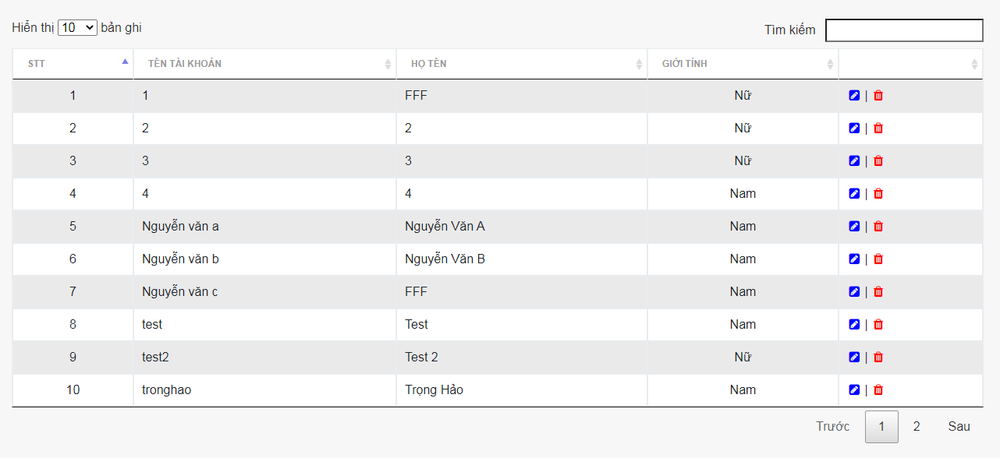 Hiển thị 10 bản ghi Tìm kiếm
STT TÊN TÀI KHOẢN HỌ TÊN GIỚI TÍNH
1 1 FFF Nữ |
2 2 2 Nữ |
3 3 3 Nữ |
4 4 4 Nam |
5 Nguyễn văn a Nguyễn Văn A Nam |
6 Nguyễn văn b Nguyễn Văn B Nam |
7 Nguyễn văn c FFF Nam |
8 test Test Nam |
9 test2 Test 2 Nữ |
10 tronghao Trọng Hảo Nam |
Trước 1 2 Sau